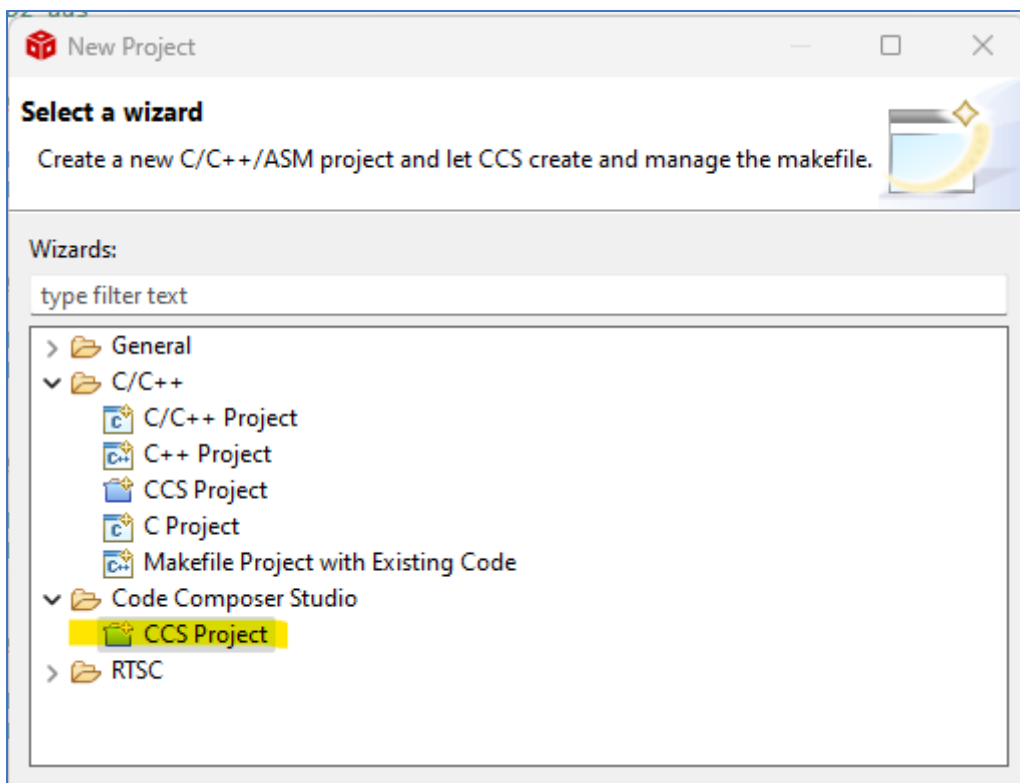 New Project
Select a wizard
Create a new C/C++/ASM project and let CCS create and manage the makefile.
Wizards:
type filter text
General
C/C++
C/C++ Project
C++ Project
CCS Project
C Project
Makefile Project with Existing Code
Code Composer Studio
CCS Project
RTSC